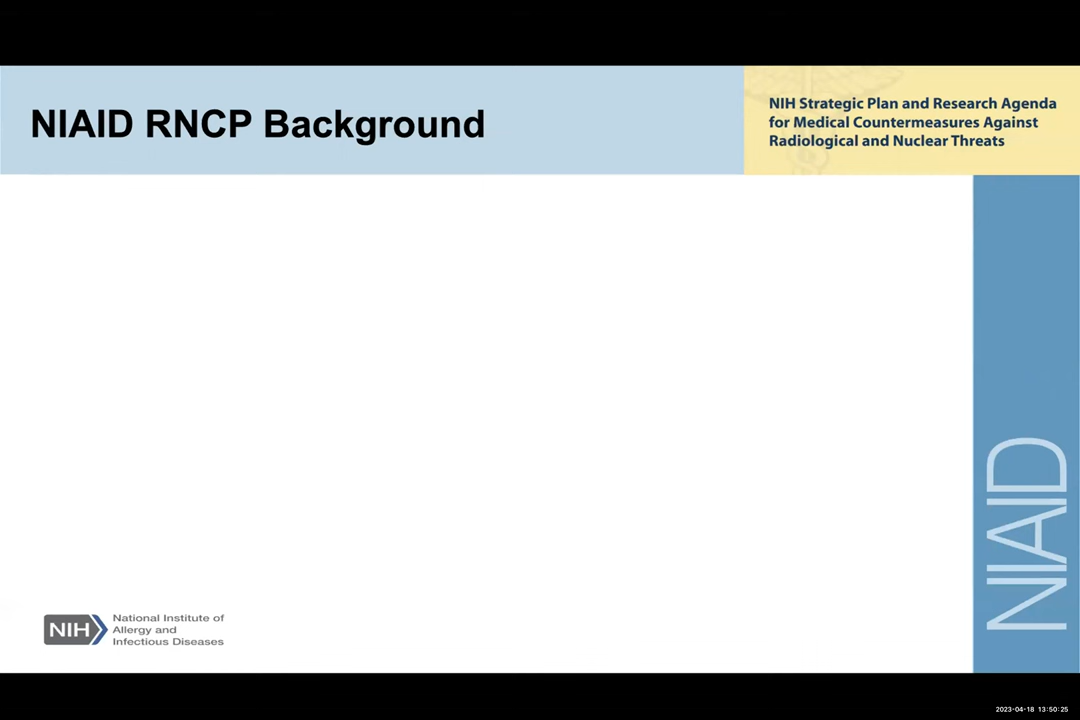 NIAID RNCP Background
NIH Strategic Plan and Research Agenda
for Medical Countermeasures Against
Radiological and Nuclear Threats
NIAID
NIH
National Institute of
Allergy and
Infectious Diseases
2023-04-18 13:50:25